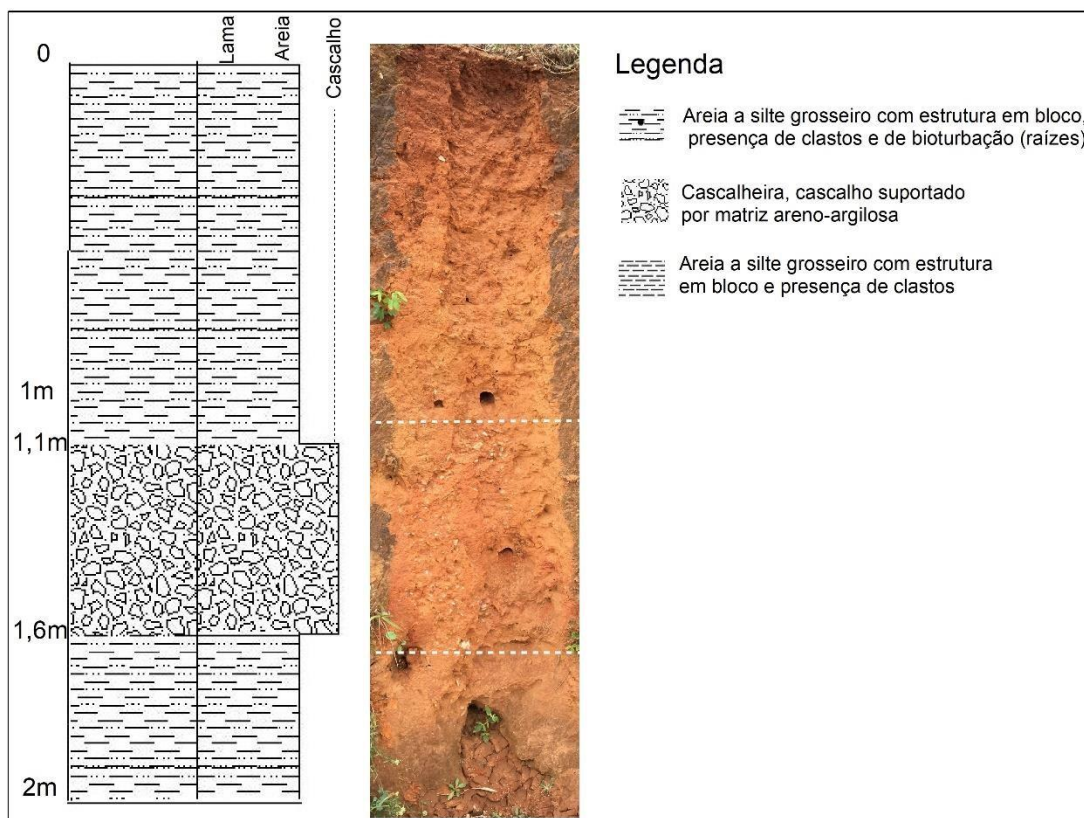 0
Lama
Areia
Cascalho
1m
1,1m
1,6m
2m
Legenda
Areia a silte grosseiro com estrutura em bloco,
presença de clastos e de bioturbação (raízes)
Cascalheira, cascalho suportado
por matriz areno-argilosa
Areia a silte grosseiro com estrutura
em bloco e presença de clastos